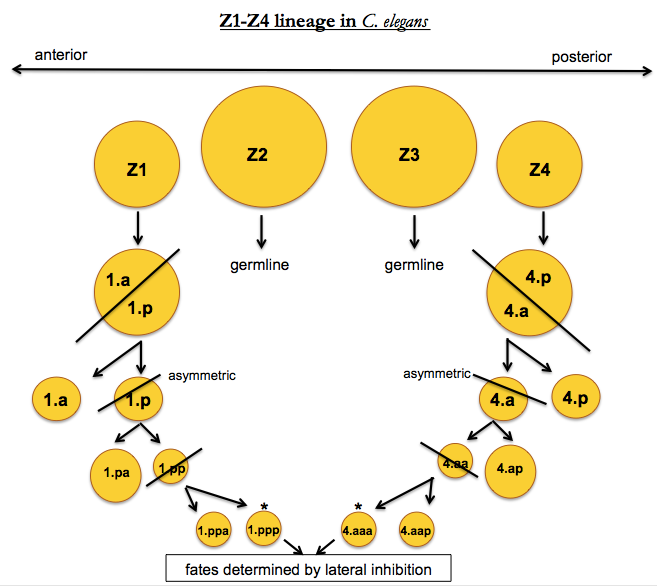 Z1-Z4 lineage in C. elegans
anterior
posterior
Z1
Z2
Z3
Z4
germline
germline
1.a
1.p
4.p
4.a
asymmetric
asymmetric
1.a
1.p
4.a
4.p
1.pa
1.pp
4.aa
4.ap
*
*
1.ppa
1.ppp
4.aaa
4.aap
fates determined by lateral inhibition